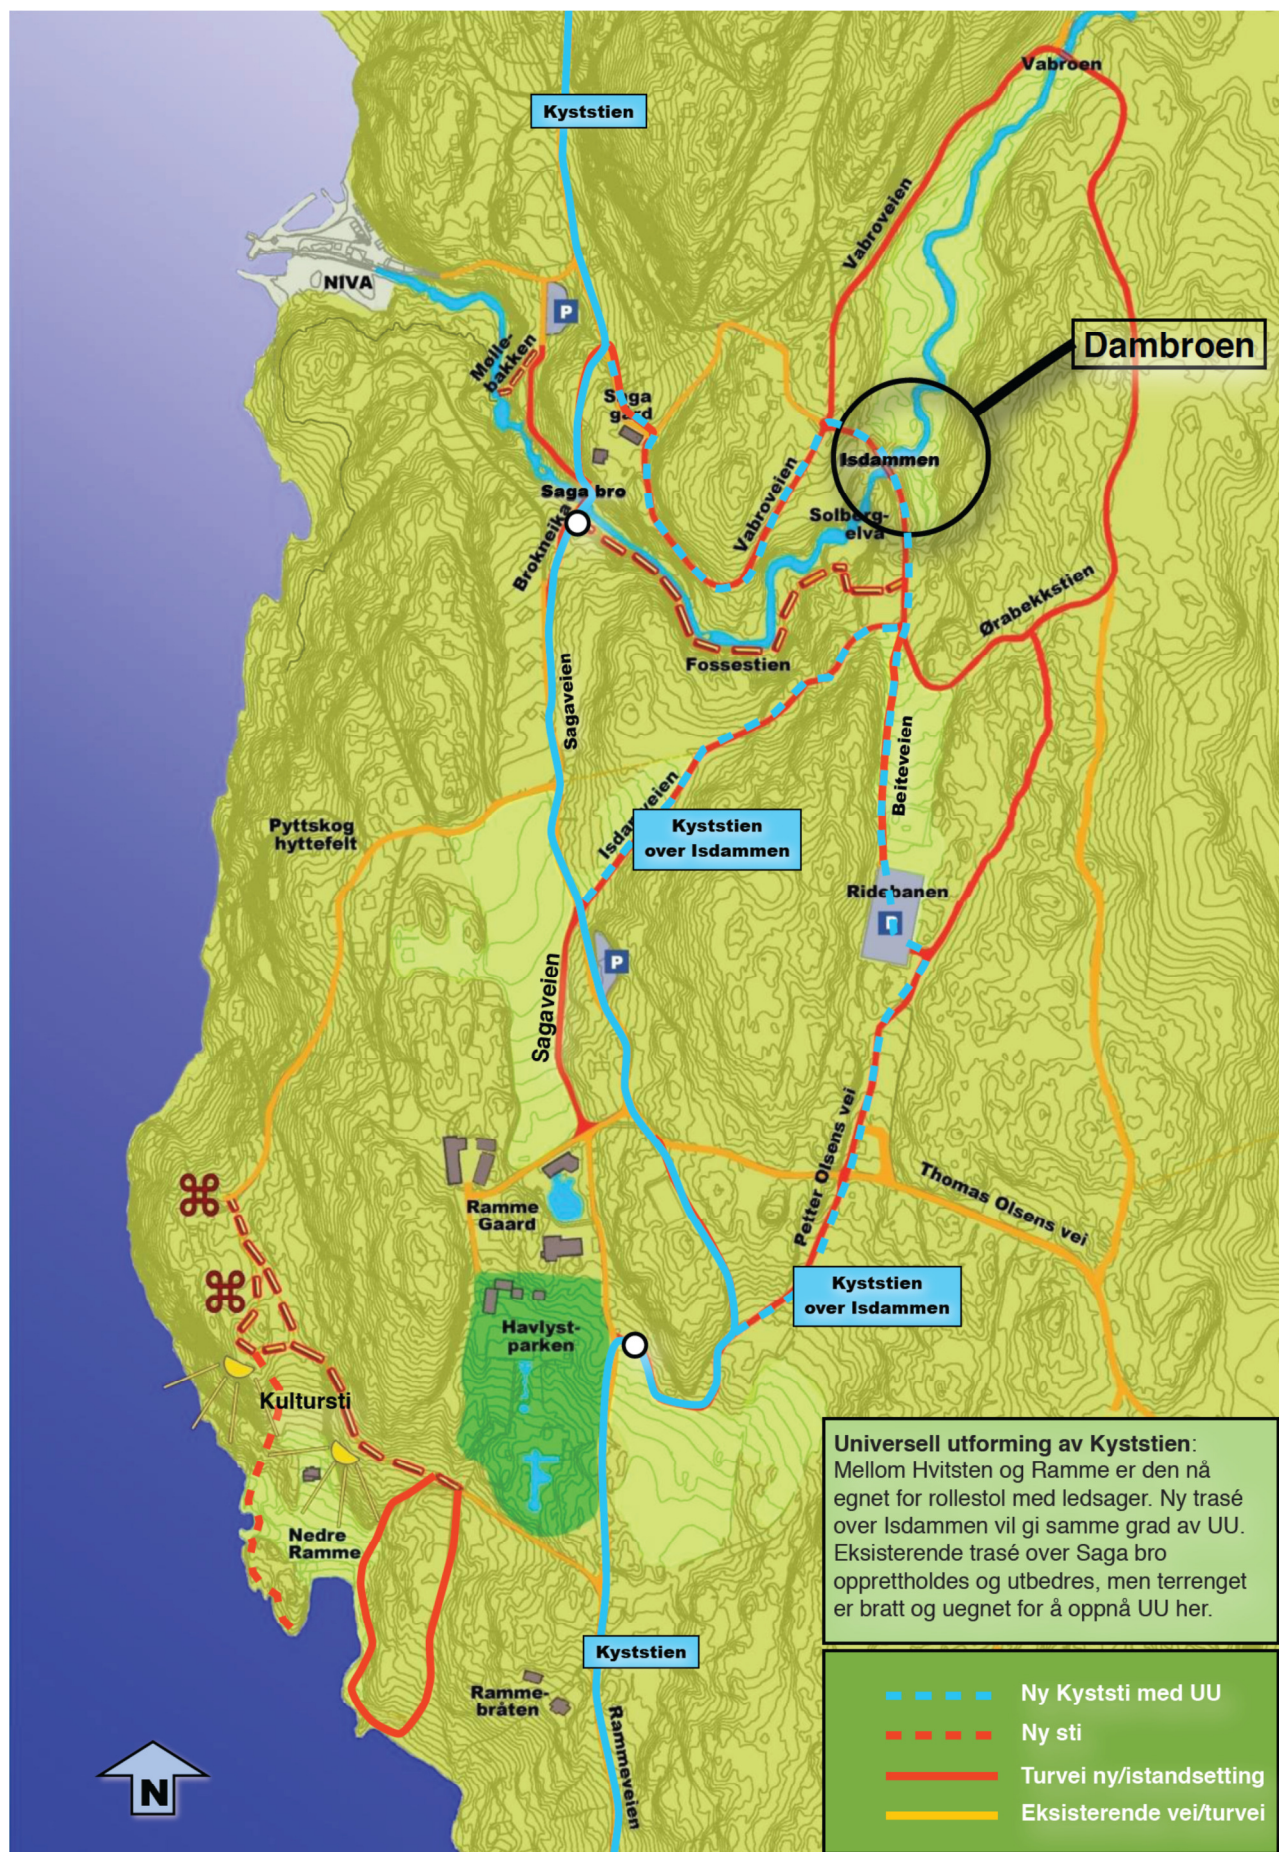 Vabroen
Kyststien
Vabroveien
NIVA
P
Dambroen
Mølle-
bakken
Saga
gård
Isdammen
Saga bro
Vabroveien
Solberg-
elva
Brokneika
Ørabekkstien
Fossestien
Sagaveien
Beiteveien
Isdamveien
Pyttskog
hyttefelt
Kyststien
over Isdammen
Ridebanen
P
P
Sagaveien
Petter Olsens vei
Thomas Olsens vei
Ramme
Gaard
Kyststien
over Isdammen
Havlyst-
parken
Kultursti
Nedre
Ramme
Universell utforming av Kyststien:
Mellom Hvitsten og Ramme er den nå
egnet for rollestol med ledsager. Ny trasé
over Isdammen vil gi samme grad av UU.
Eksisterende trasé over Saga bro
opprettholdes og utbedres, men terrenget
er bratt og uegnet for å oppnå UU her.
Kyststien
Ramme-
bråten
Rammeveien
N
Ny Kyststi med UU
Ny sti
Turvei ny/istandsetting
Eksisterende vei/turvei